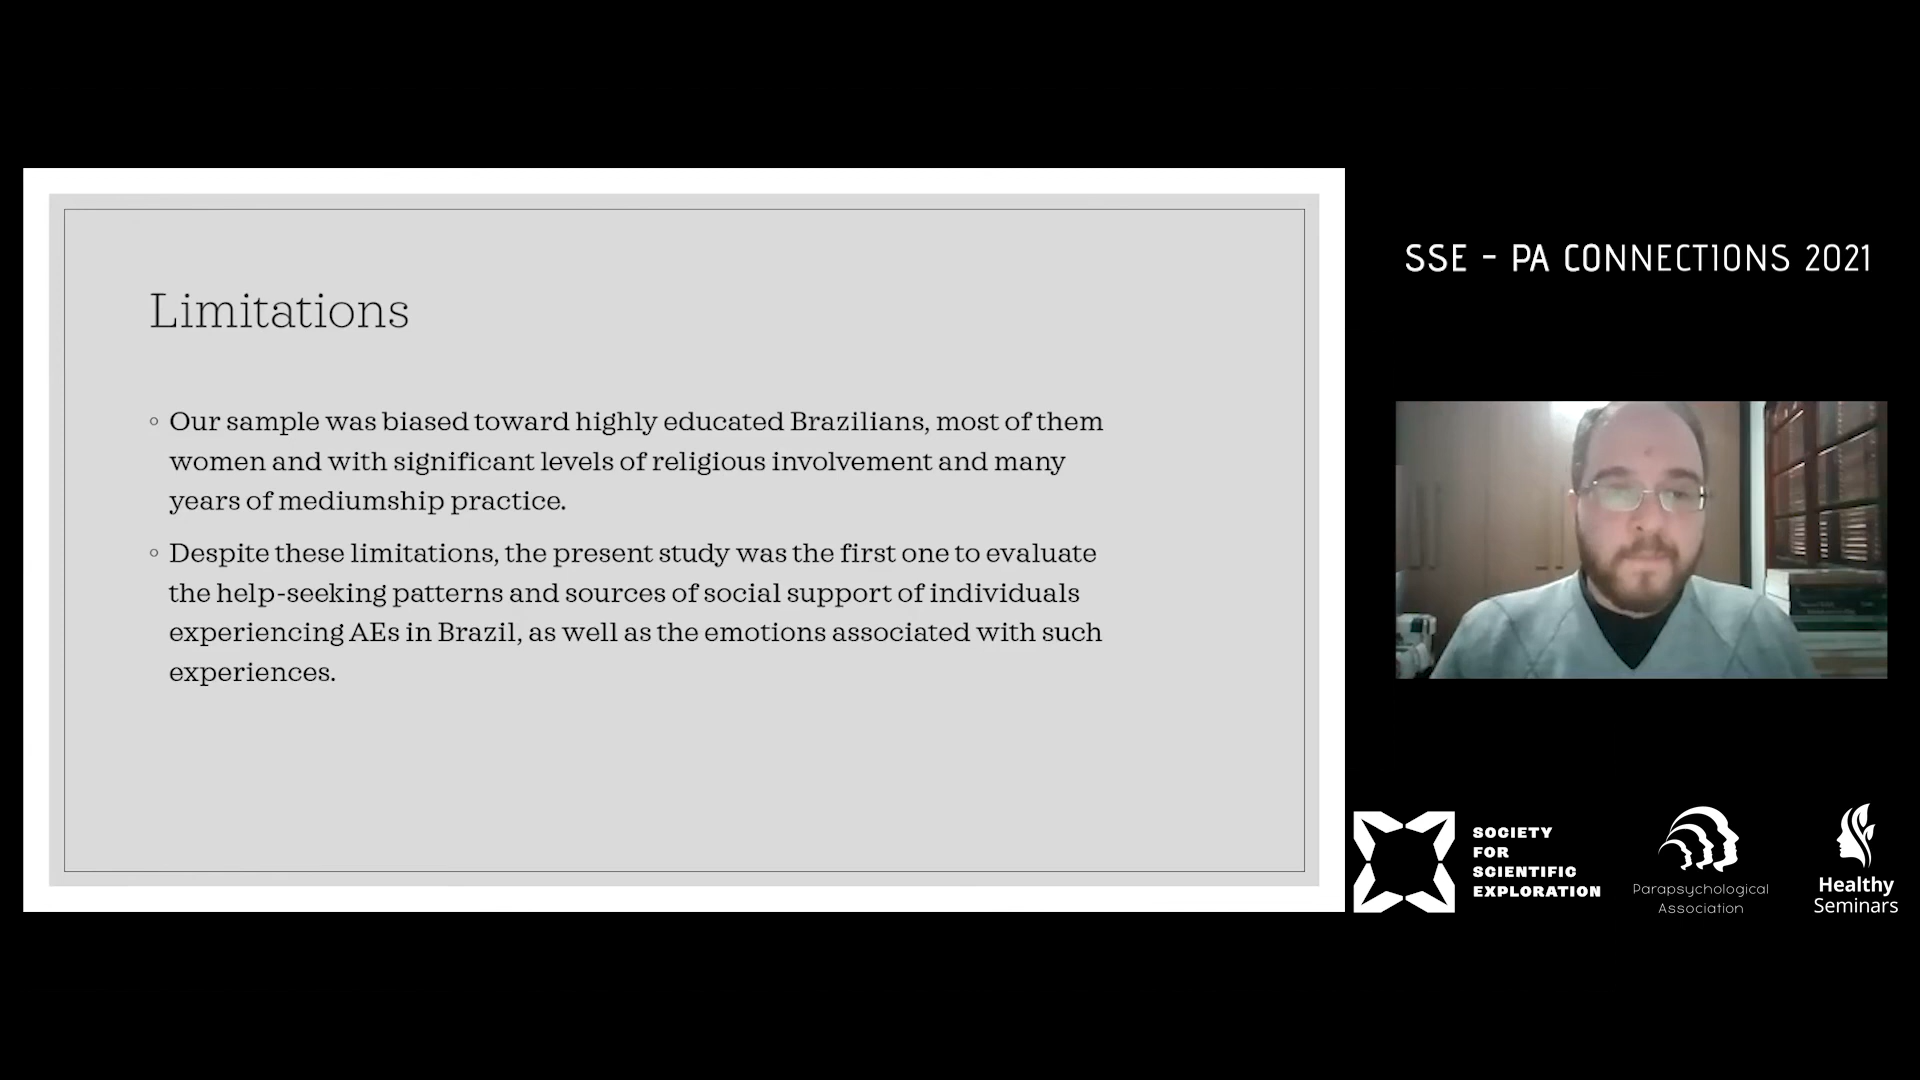 Limitations
◦ Our sample was biased toward highly educated Brazilians, most of them
women and with significant levels of religious involvement and many
years of mediumship practice.
◦ Despite these limitations, the present study was the first one to evaluate
the help-seeking patterns and sources of social support of individuals
experiencing AEs in Brazil, as well as the emotions associated with such
experiences.
SSE - PA CONNECTIONS 2021
SOCIETY
FOR
SCIENTIFIC
EXPLORATION
Parapsychological
Association
Healthy
Seminars